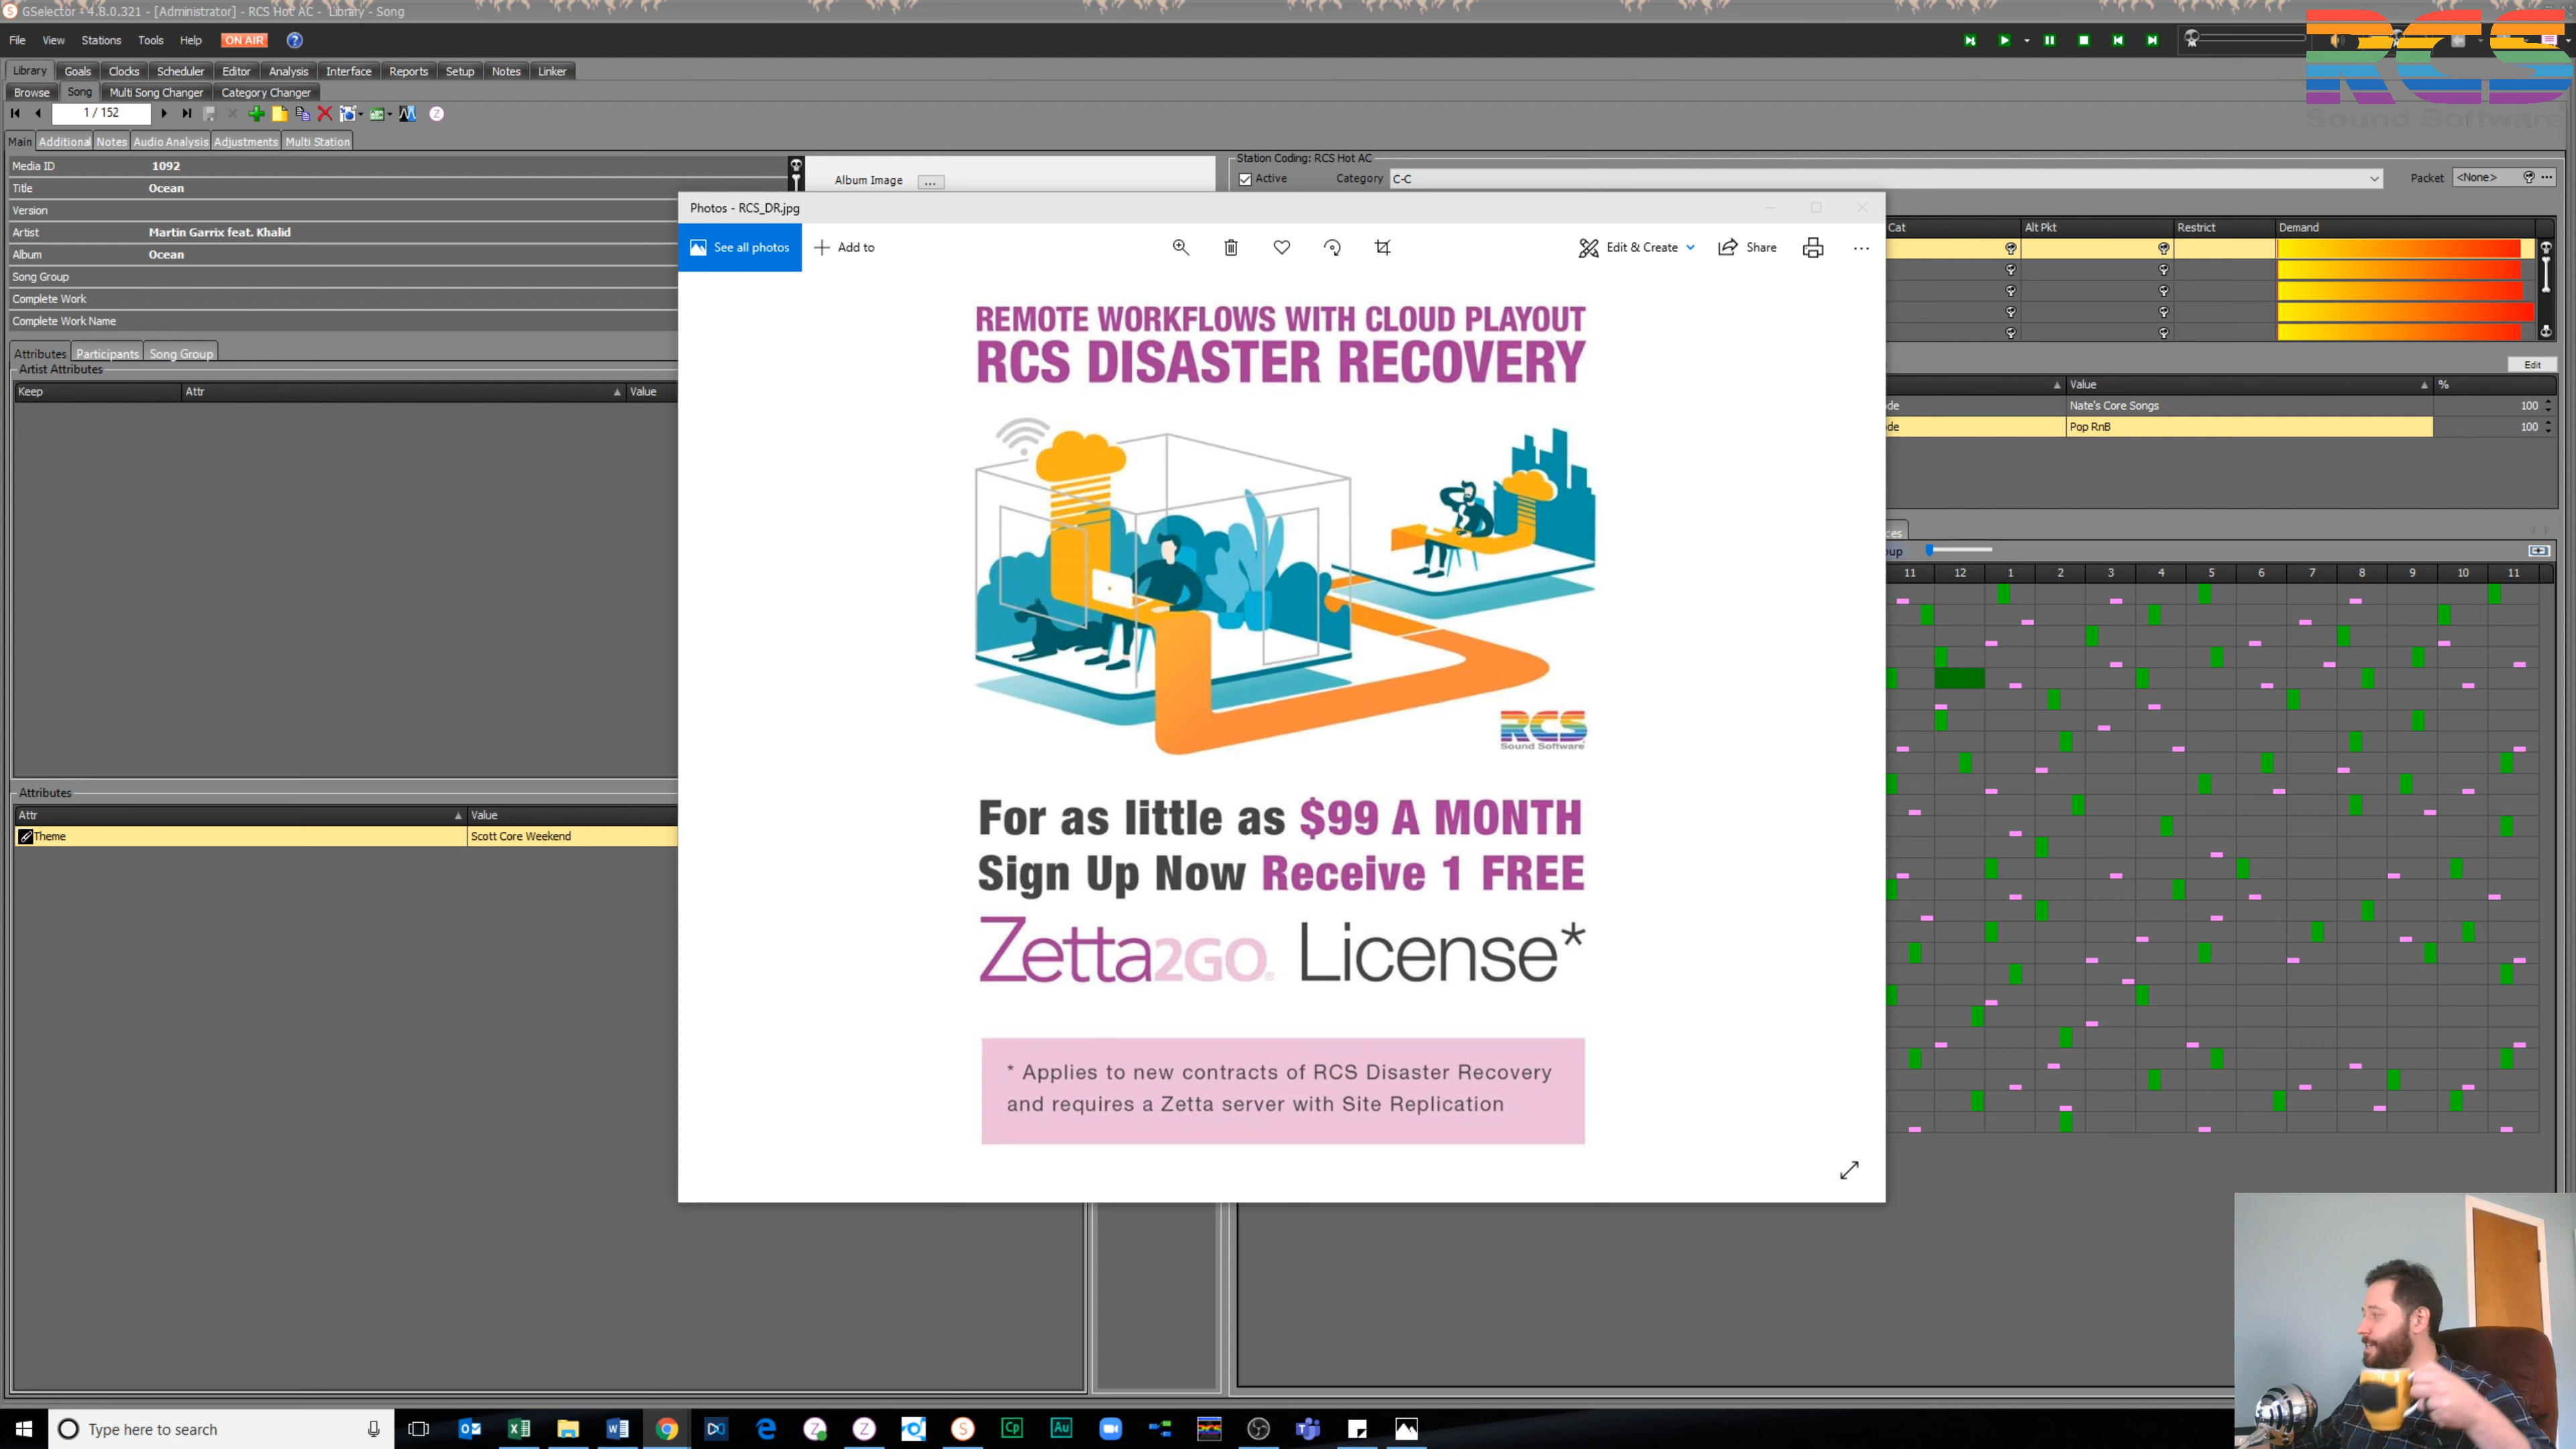 GSelector - 4.8.0.321 - [Administrator] - RCS Hot AC - Library - Song
File View Stations Tools Help ON AIR ?
Library Goals Clocks Scheduler Editor Analysis Interface Reports Setup Notes Linker
Browse Song Multi Song Changer Category Changer
1 / 152
Main Additional Notes Audio Analysis Adjustments Multi Station
RCS
Sound Software
Media ID 1092
Title Ocean
Version
Artist Martin Garrix feat. Khalid
Album Ocean
Song Group
Complete Work
Complete Work Name
Album Image ...
Station Coding: RCS Hot AC
Active Category C-C Packet <None> ...
Cat Alt Pkt Restrict Demand
Attributes Participants Song Group
Artist Attributes
Keep Attr Value
Attributes
Attr Value
Theme Scott Core Weekend
Photos - RCS_DR.jpg
See all photos Add to Edit & Create Share ...
REMOTE WORKFLOWS WITH CLOUD PLAYOUT
RCS DISASTER RECOVERY
RCS
Sound Software
For as little as $99 A MONTH
Sign Up Now Receive 1 FREE
Zetta2GO® License*
* Applies to new contracts of RCS Disaster Recovery
and requires a Zetta server with Site Replication
Edit
Value %
de Nate's Core Songs 100
de Pop RnB 100
ces
up
11 12 1 2 3 4 5 6 7 8 9 10 11
Type here to search
Cp Au